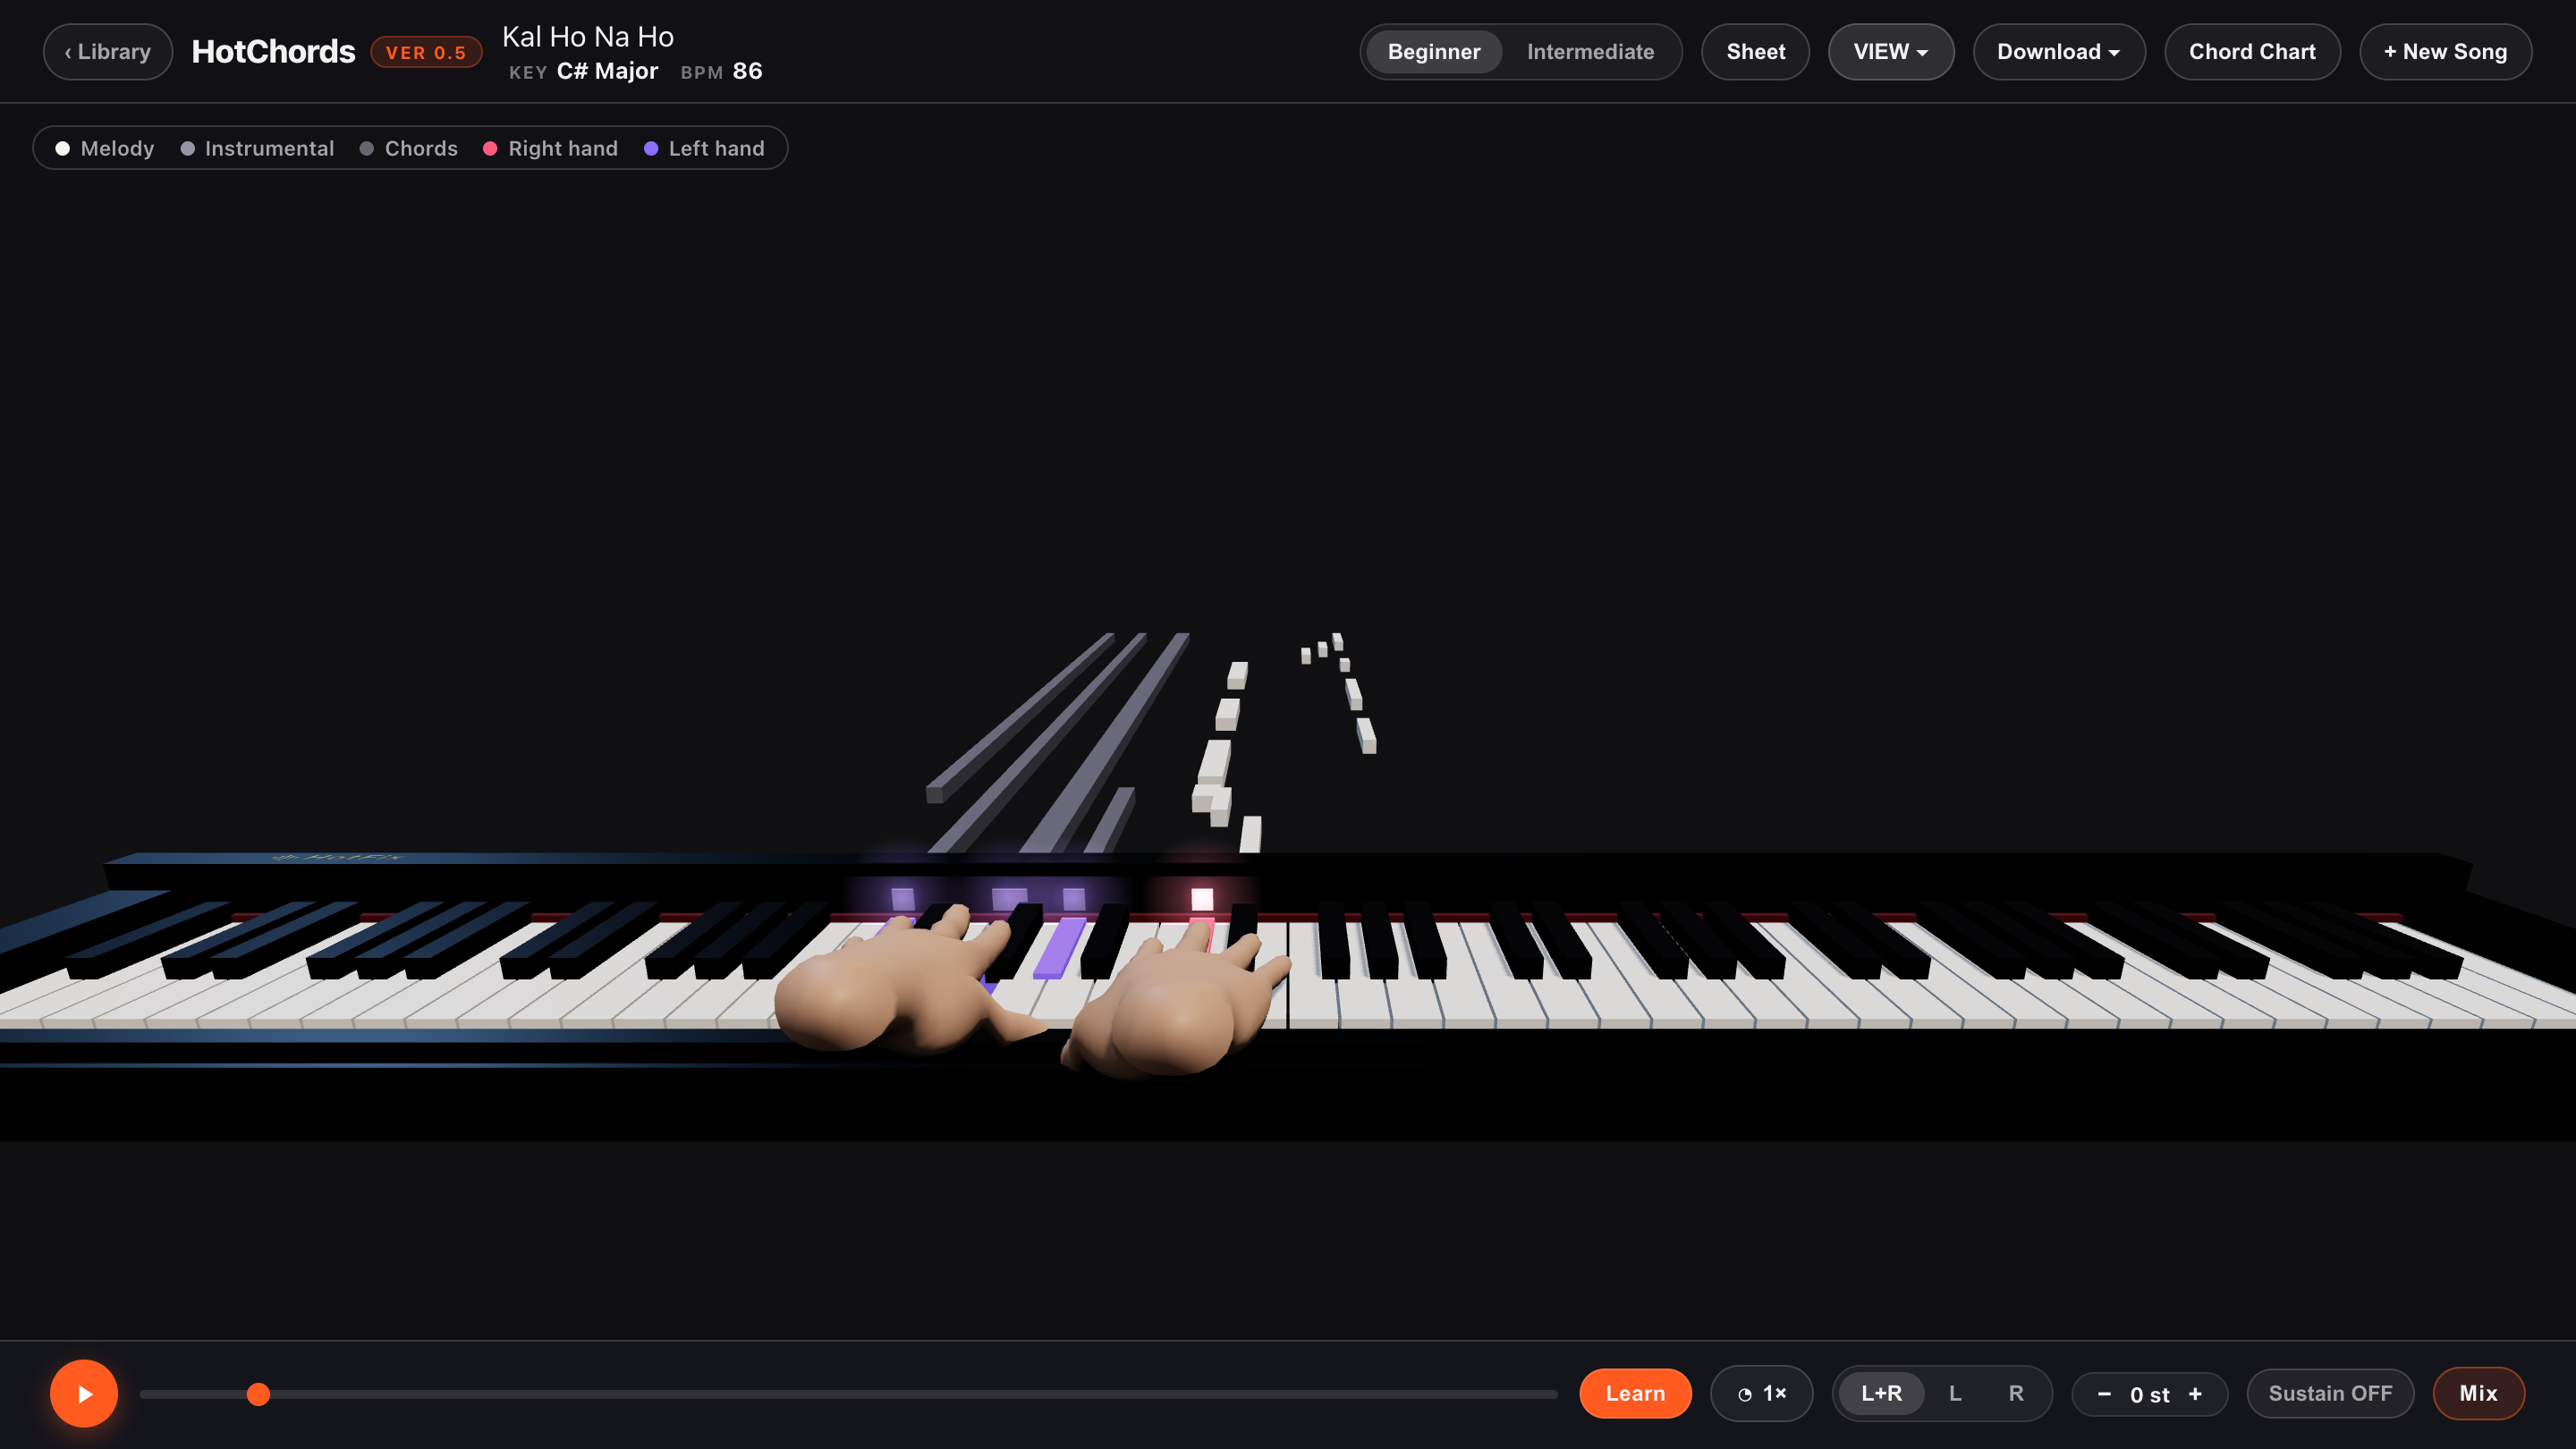 ‹ Library
HotChords
VER 0.5
Kal Ho Na Ho
KEY C# Major BPM 86
Beginner
Intermediate
Sheet
VIEW
Download
Chord Chart
+ New Song
Melody
Instrumental
Chords
Right hand
Left hand
HotFix
Learn
1×
L+R
L
R
− 0 st +
Sustain OFF
Mix